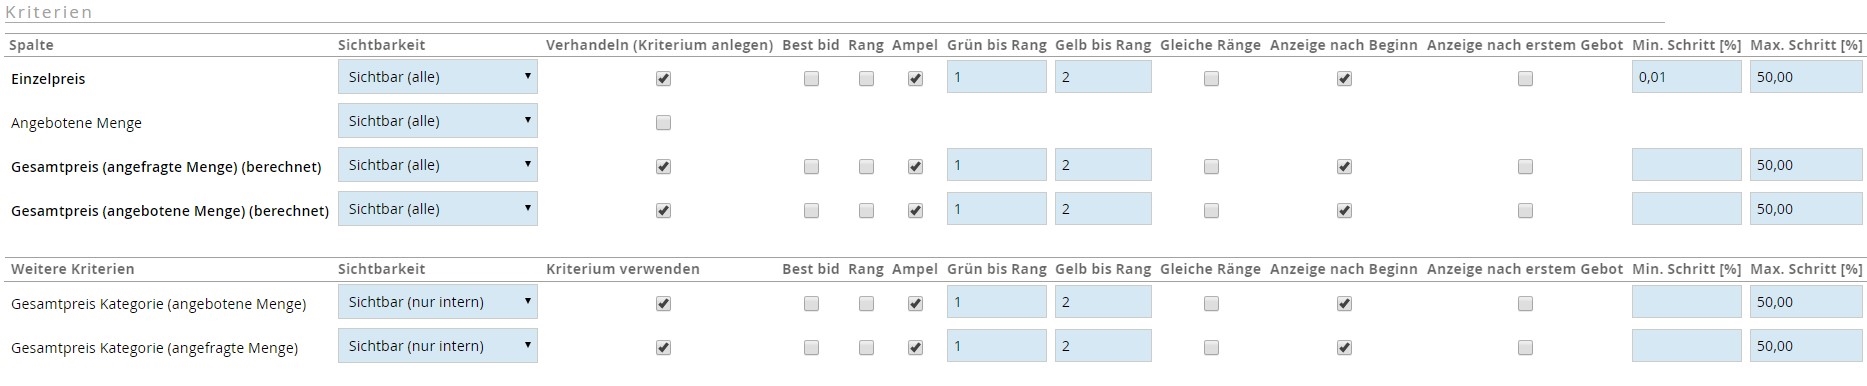 Kriterien
Spalte Sichtbarkeit Verhandeln (Kriterium anlegen) Best bid Rang Ampel Grün bis Rang Gelb bis Rang Gleiche Ränge Anzeige nach Beginn Anzeige nach erstem Gebot Min. Schritt [%] Max. Schritt [%]
Einzelpreis Sichtbar (alle) 1 2 0,01 50,00
Angebotene Menge Sichtbar (alle)
Gesamtpreis (angefragte Menge) (berechnet) Sichtbar (alle) 1 2 50,00
Gesamtpreis (angebotene Menge) (berechnet) Sichtbar (alle) 1 2 50,00
Weitere Kriterien Sichtbarkeit Kriterium verwenden Best bid Rang Ampel Grün bis Rang Gelb bis Rang Gleiche Ränge Anzeige nach Beginn Anzeige nach erstem Gebot Min. Schritt [%] Max. Schritt [%]
Gesamtpreis Kategorie (angebotene Menge) Sichtbar (nur intern) 1 2 50,00
Gesamtpreis Kategorie (angefragte Menge) Sichtbar (nur intern) 1 2 50,00